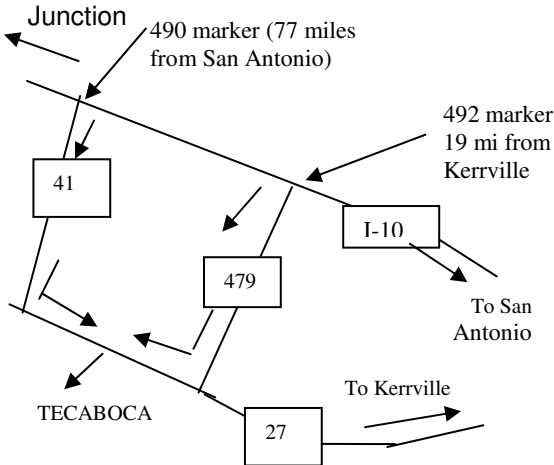 Junction
490 marker (77 miles
from San Antonio)
492 marker
19 mi from
Kerrville
41
I-10
479
To San
Antonio
To Kerrville
TECABOCA
27